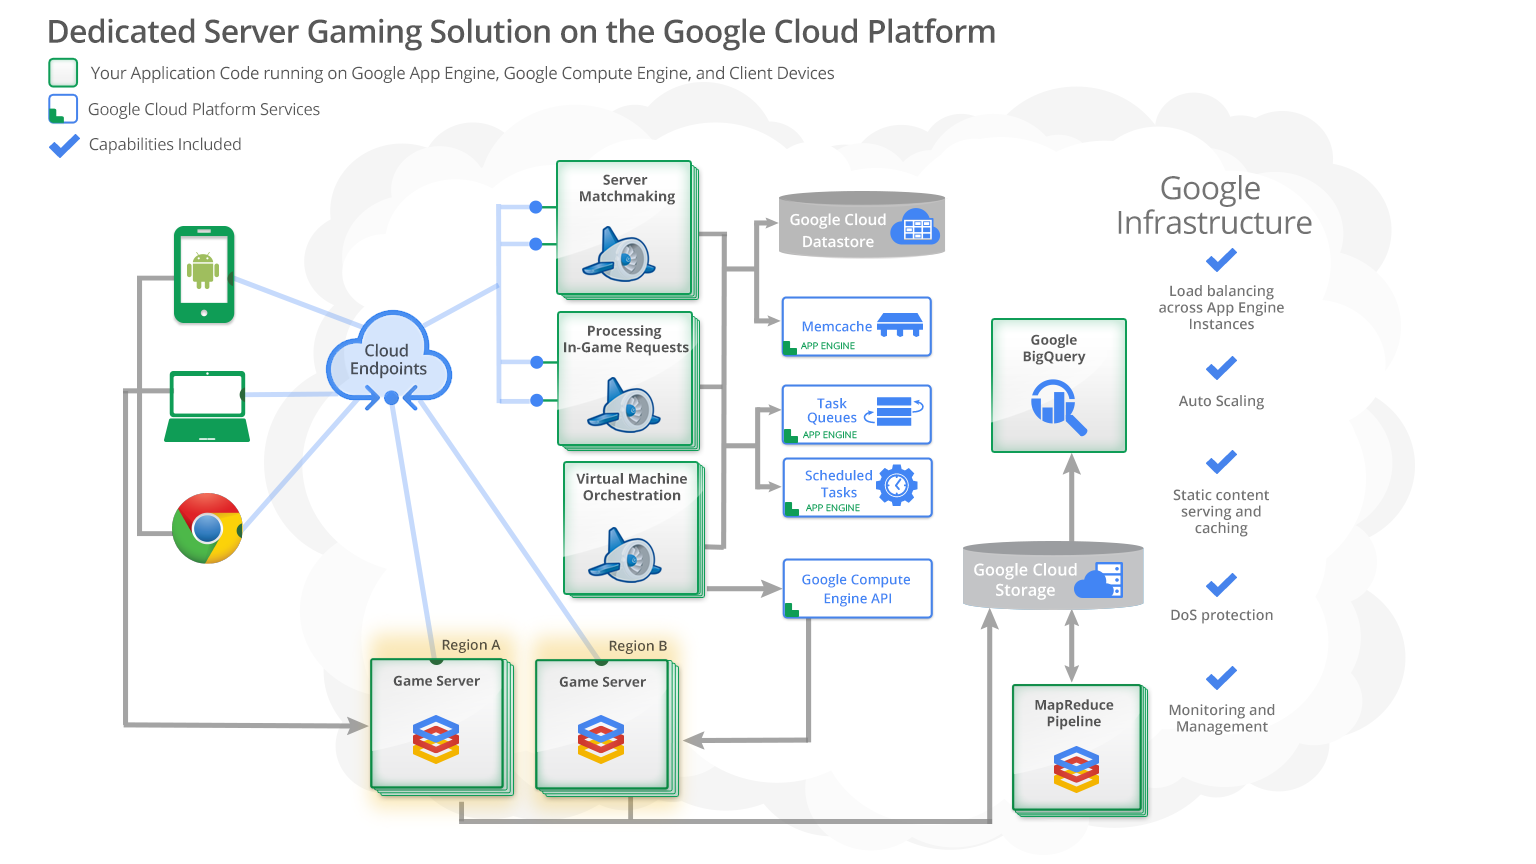 Dedicated Server Gaming Solution on the Google Cloud Platform
Your Application Code running on Google App Engine, Google Compute Engine, and Client Devices
Google Cloud Platform Services
Capabilities Included
Server
Matchmaking
Processing
In-Game Requests
Virtual Machine
Orchestration
Cloud
Endpoints
Google Cloud
Datastore
Memcache
APP ENGINE
Task
Queues
APP ENGINE
Scheduled
Tasks
APP ENGINE
Google Compute
Engine API
Region A
Game Server
Region B
Game Server
Google
BigQuery
Google Cloud
Storage
MapReduce
Pipeline
Google
Infrastructure
Load balancing
across App Engine
Instances
Auto Scaling
Static content
serving and
caching
DoS protection
Monitoring and
Management